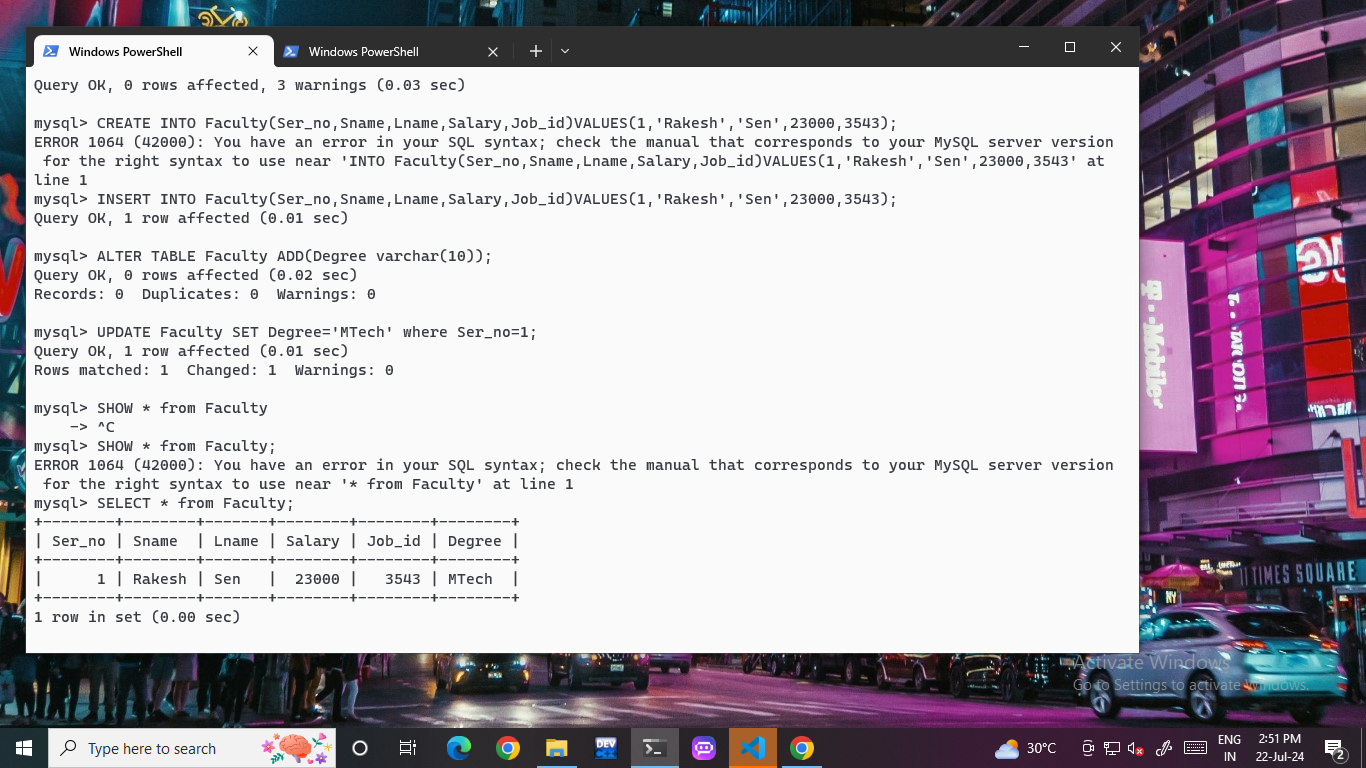 Windows PowerShell
Windows PowerShell
Query OK, 0 rows affected, 3 warnings (0.03 sec)
mysql> CREATE INTO Faculty(Ser_no,Sname,Lname,Salary,Job_id)VALUES(1,'Rakesh','Sen',23000,3543);
ERROR 1064 (42000): You have an error in your SQL syntax; check the manual that corresponds to your MySQL server version
for the right syntax to use near 'INTO Faculty(Ser_no,Sname,Lname,Salary,Job_id)VALUES(1,'Rakesh','Sen',23000,3543' at
line 1
mysql> INSERT INTO Faculty(Ser_no,Sname,Lname,Salary,Job_id)VALUES(1,'Rakesh','Sen',23000,3543);
Query OK, 1 row affected (0.01 sec)
mysql> ALTER TABLE Faculty ADD(Degree varchar(10));
Query OK, 0 rows affected (0.02 sec)
Records: 0  Duplicates: 0  Warnings: 0
mysql> UPDATE Faculty SET Degree='MTech' where Ser_no=1;
Query OK, 1 row affected (0.01 sec)
Rows matched: 1  Changed: 1  Warnings: 0
mysql> SHOW * from Faculty
    -> ^C
mysql> SHOW * from Faculty;
ERROR 1064 (42000): You have an error in your SQL syntax; check the manual that corresponds to your MySQL server version
for the right syntax to use near '* from Faculty' at line 1
mysql> SELECT * from Faculty;
+--------+--------+-------+--------+--------+--------+
| Ser_no | Sname  | Lname | Salary | Job_id | Degree |
+--------+--------+-------+--------+--------+--------+
|      1 | Rakesh | Sen   |  23000 |   3543 | MTech  |
+--------+--------+-------+--------+--------+--------+
1 row in set (0.00 sec)
T-Mobile
TIMES SQUARE
NY
Activate Windows
Go to Settings to activate Windows.
Type here to search
DEV
C++
30°C
ENG
IN
2:51 PM
22-Jul-24
2